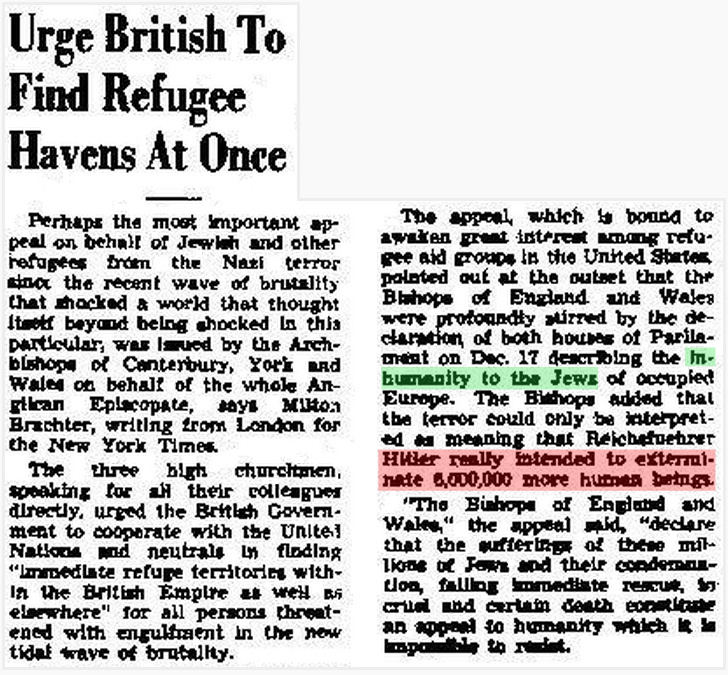 Urge British To
Find Refugee
Havens At Once
Perhaps the most important ap-
peal on behalf of Jewish and other
refugees from the Nazi terror
since the recent wave of brutality
that shocked a world that thought
itself beyond being shocked in this
particular, was issued by the Arch-
bishops of Canterbury, York and
Wales on behalf of the whole An-
glican Episcopate, says Milton
Brachter, writing from London for
the New York Times.
The three high churchmen,
speaking for all their colleagues
directly, urged the British Govern-
ment to cooperate with the United
Nations and neutrals in finding
"immediate refuge territories with-
in the British Empire as well as
elsewhere" for all persons threat-
ened with engulfment in the new
tidal wave of brutality.
The appeal, which is bound to
awaken great interest among refu-
gee aid groups in the United States,
pointed out at the outset that the
Bishops of England and Wales
were profoundly stirred by the de-
claration of both houses of Parlia-
ment on Dec. 17 describing the in-
humanity to the Jews of occupied
Europe. The Bishops added that
the terror could only be interpret-
ed as meaning that Reichsfuehrer
Hitler really intended to extermi-
nate 6,000,000 more human beings.
"The Bishops of England and
Wales," the appeal said, "declare
that the sufferings of these mil-
lions of Jews and their condemna-
tion, failing immediate rescue, to
cruel and certain death constitute
an appeal to humanity which it is
impossible to resist.